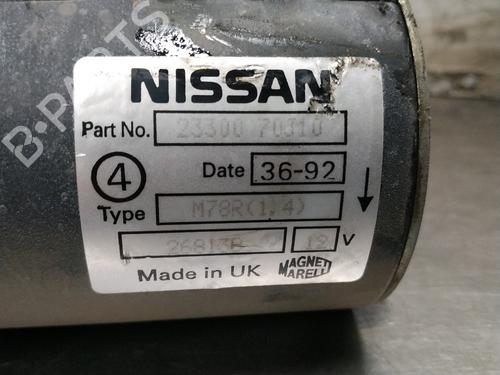 NISSAN
Part No. 23300 70J10
4 Date 36-92
Type M78R(1,4)
12 V
Made in UK MAGNETI MARELLI
B-PARTS